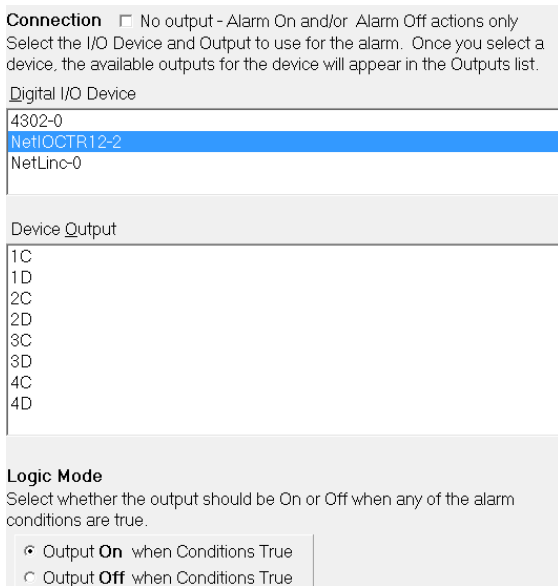 Connection No output - Alarm On and/or Alarm Off actions only
Select the I/O Device and Output to use for the alarm. Once you select a
device, the available outputs for the device will appear in the Outputs list.
Digital I/O Device
4302-0
NetIOCTR12-2
NetLinc-0
Device Output
1C
1D
2C
2D
3C
3D
4C
4D
Logic Mode
Select whether the output should be On or Off when any of the alarm
conditions are true.
Output On when Conditions True
Output Off when Conditions True